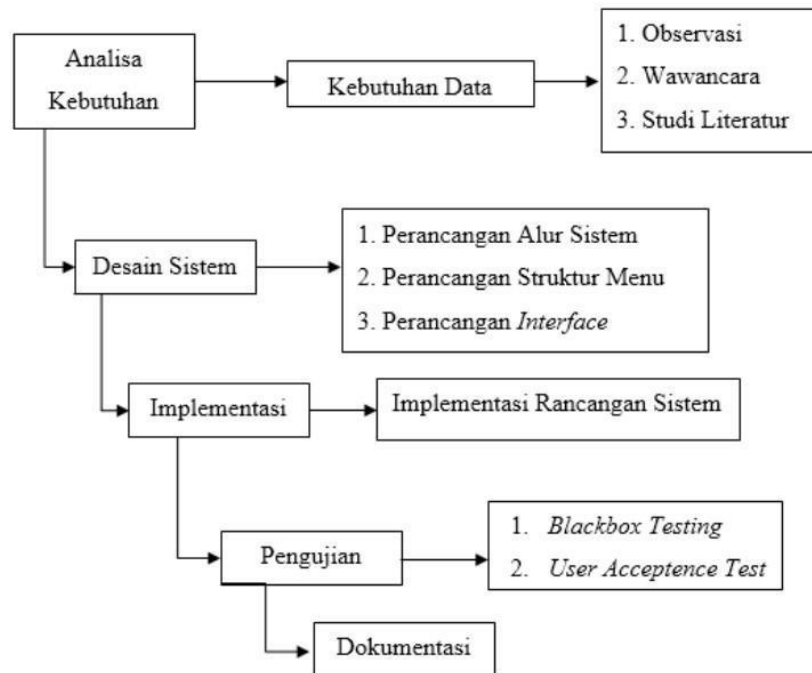 Analisa
Kebutuhan
Kebutuhan Data
1. Observasi
2. Wawancara
3. Studi Literatur
Desain Sistem
1. Perancangan Alur Sistem
2. Perancangan Struktur Menu
3. Perancangan Interface
Implementasi
Implementasi Rancangan Sistem
Pengujian
1. Blackbox Testing
2. User Acceptence Test
Dokumentasi